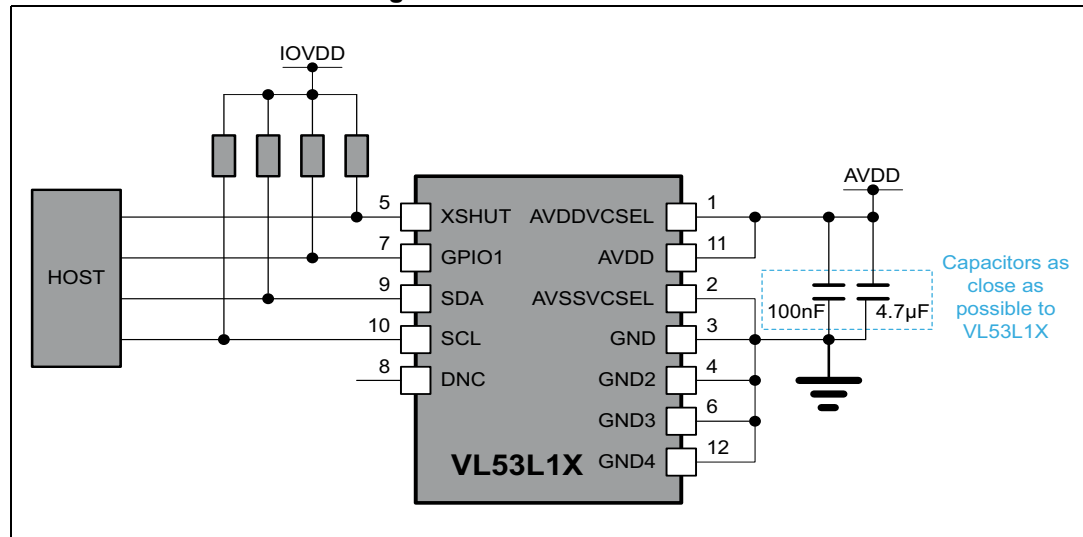 IOVDD
AVDD
HOST
5
7
9
10
8
XSHUT
GPIO1
SDA
SCL
DNC
AVDDVCSEL
AVDD
AVSSVCSEL
GND
GND2
GND3
GND4
VL53L1X
1
11
2
3
4
6
12
100nF
4.7µF
Capacitors as
close as
possible to
VL53L1X